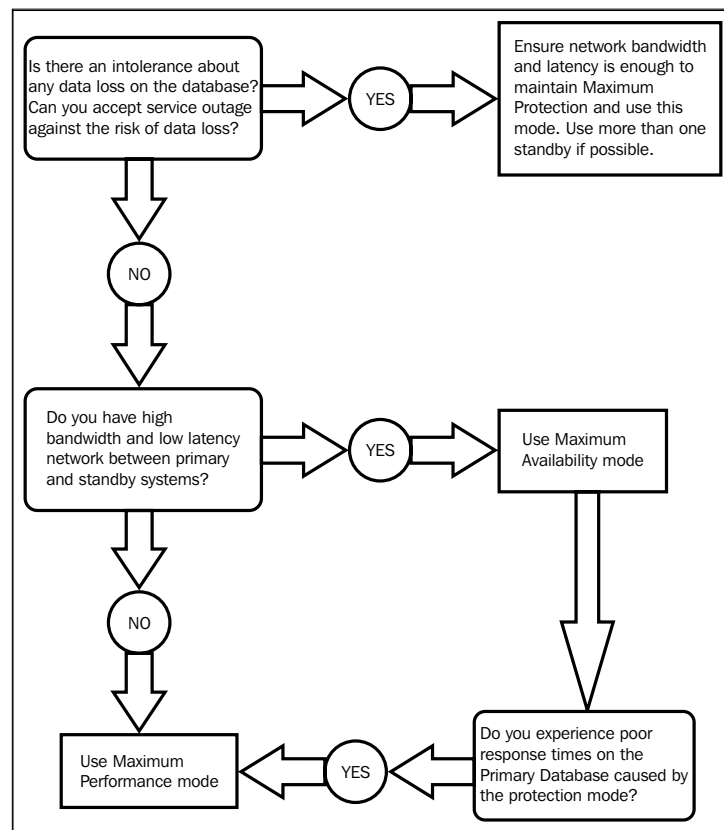 Is there an intolerance about
any data loss on the database?
Can you accept service outage
against the risk of data loss?
YES
Ensure network bandwidth
and latency is enough to
maintain Maximum
Protection and use this
mode. Use more than one
standby if possible.
NO
Do you have high
bandwidth and low latency
network between primary
and standby systems?
YES
Use Maximum
Availability mode
NO
Do you experience poor
response times on the
Primary Database caused by
the protection mode?
YES
Use Maximum
Performance mode